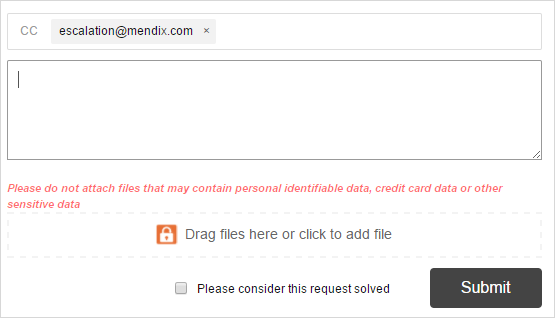 CC escalation@mendix.com ×
Please do not attach files that may contain personal identifiable data, credit card data or other
sensitive data
Drag files here or click to add file
Please consider this request solved
Submit